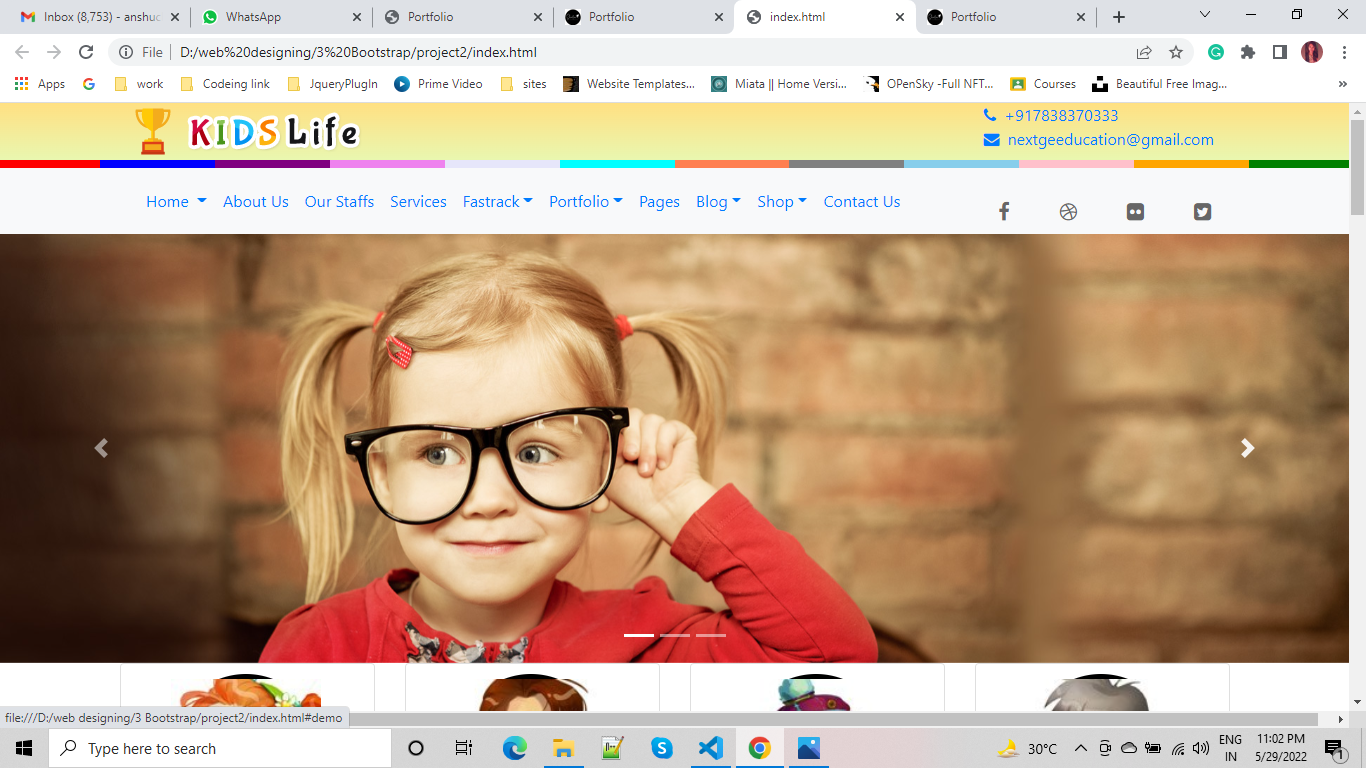 Inbox (8,753) - anshuc
WhatsApp
Portfolio
Portfolio
index.html
Portfolio
File
D:/web%20designing/3%20Bootstrap/project2/index.html
Apps
work
Codeing link
JqueryPlugIn
Prime Video
sites
Website Templates...
Miata || Home Versi...
OPenSky -Full NFT...
Courses
Beautiful Free Imag...
»
KIDS Life
+917838370333
nextgeeducation@gmail.com
Home
About Us
Our Staffs
Services
Fastrack
Portfolio
Pages
Blog
Shop
Contact Us
file:///D:/web designing/3 Bootstrap/project2/index.html#demo
Type here to search
30°C
ENG
IN
11:02 PM
5/29/2022
1